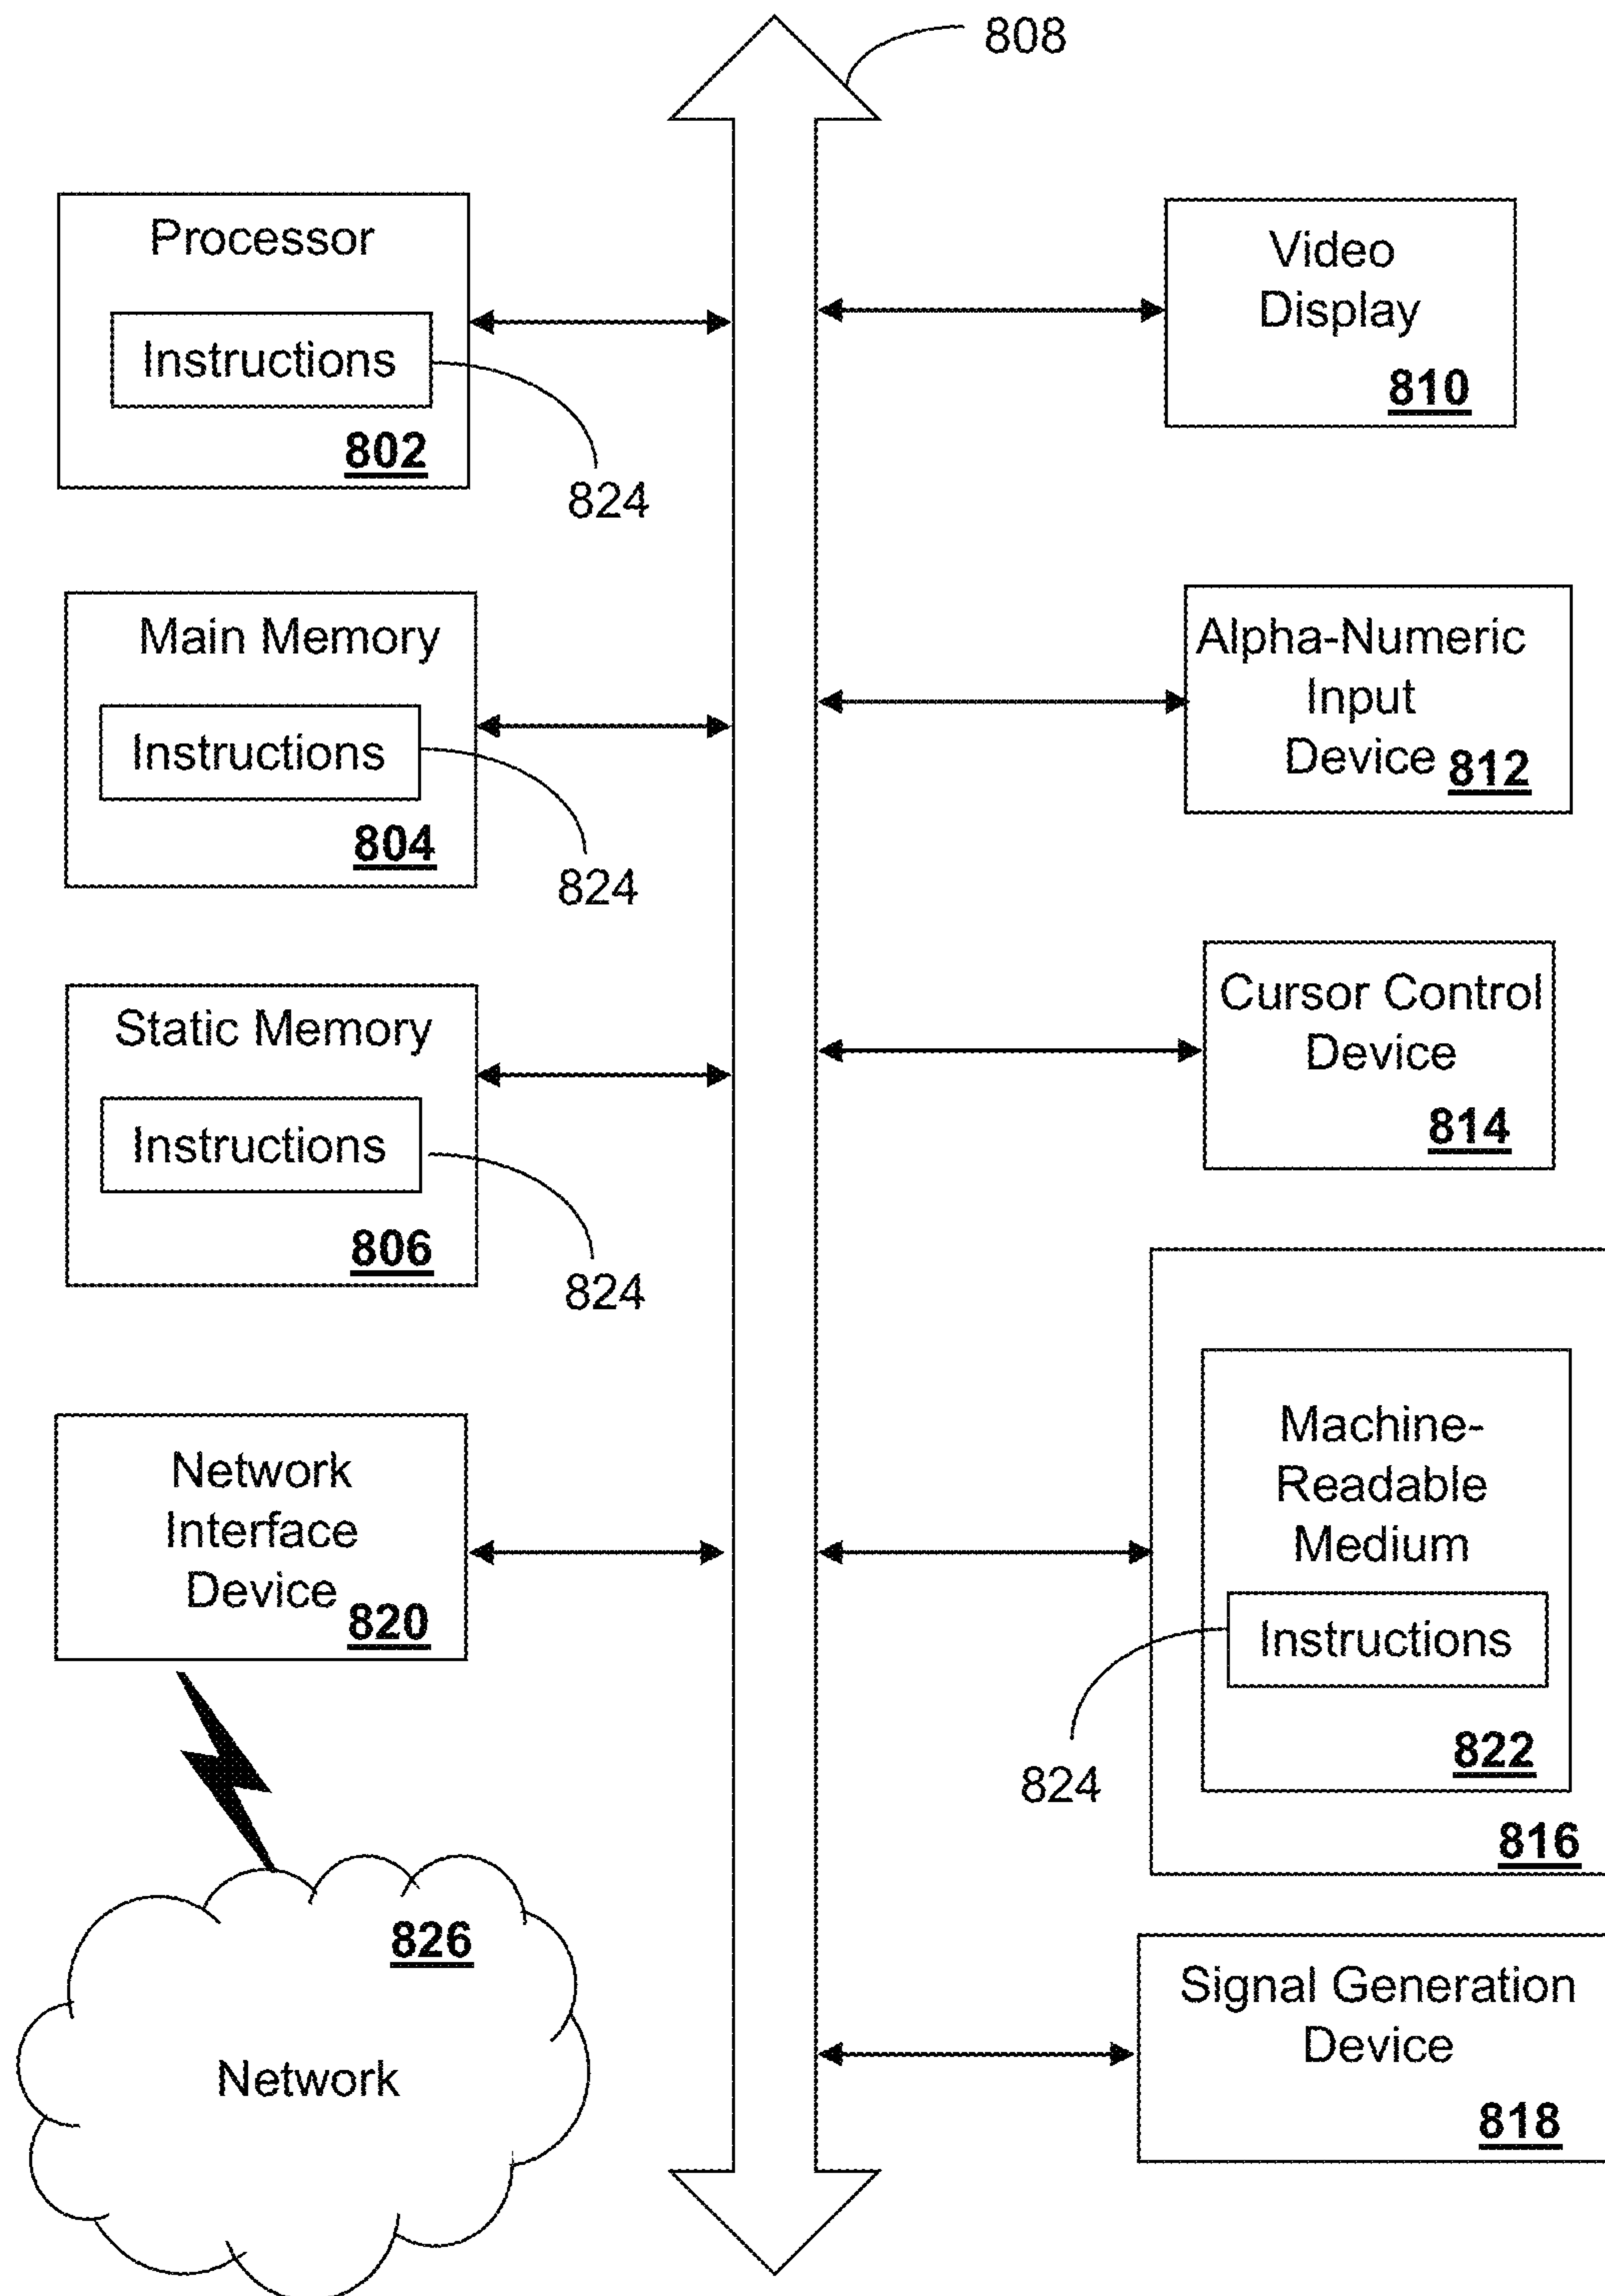 808
Processor
Instructions
802
824
Main Memory
Instructions
804
824
Static Memory
Instructions
806
824
Network
Interface
Device
820
826
Network
Video
Display
810
Alpha-Numeric
Input
Device 812
Cursor Control
Device
814
Machine-
Readable
Medium
Instructions
822
824
816
Signal Generation
Device
818